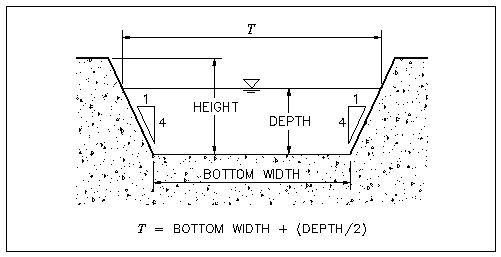 T
HEIGHT
DEPTH
1
4
1
4
BOTTOM WIDTH
T = BOTTOM WIDTH + (DEPTH/2)